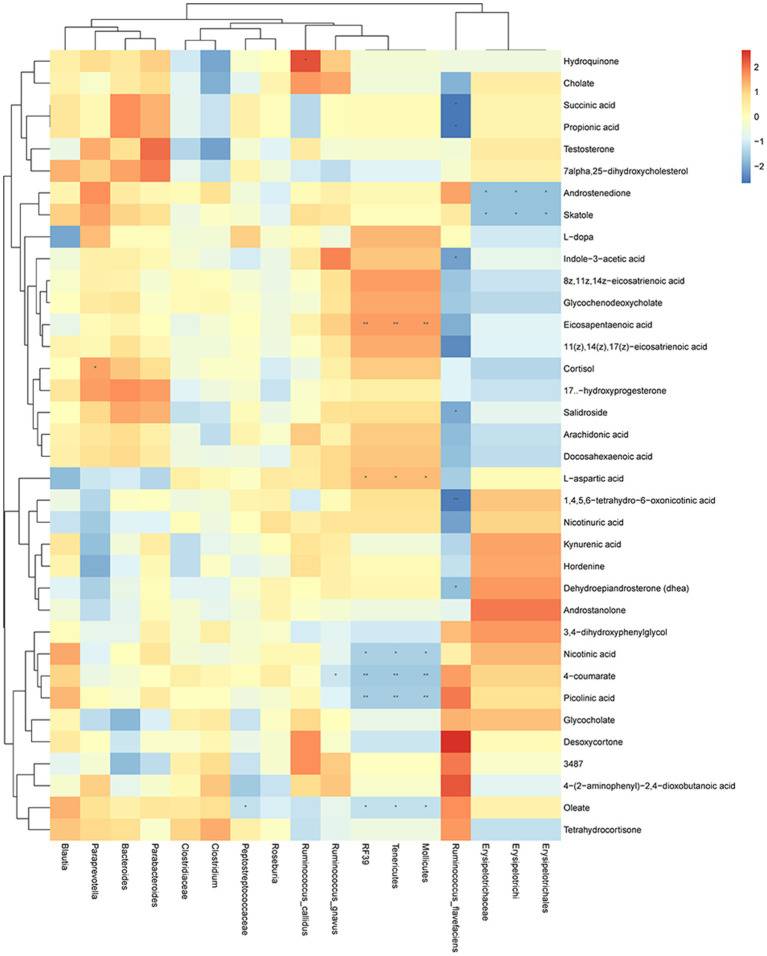 Hydroquinone
Cholate
Succinic acid
Propionic acid
Testosterone
7alpha,25−dihydroxycholesterol
Androstenedione
Skatole
L−dopa
Indole−3−acetic acid
8z,11z,14z−eicosatrienoic acid
Glycochenodeoxycholate
Eicosapentaenoic acid
11(z),14(z),17(z)−eicosatrienoic acid
Cortisol
17..−hydroxyprogesterone
Salidroside
Arachidonic acid
Docosahexaenoic acid
L−aspartic acid
1,4,5,6−tetrahydro−6−oxonicotinic acid
Nicotinuric acid
Kynurenic acid
Hordenine
Dehydroepiandrosterone (dhea)
Androstanolone
3,4−dihydroxyphenylglycol
Nicotinic acid
4−coumarate
Picolinic acid
Glycocholate
Desoxycortone
3487
4−(2−aminophenyl)−2,4−dioxobutanoic acid
Oleate
Tetrahydrocortisone
2
1
0
−1
−2
Blautia
Paraprevotella
Bacteroides
Parabacteroides
Clostridiaceae
Clostridium
Peptostreptococcaceae
Roseburia
Ruminococcus_callidus
Ruminococcus_gnavus
RF39
Tenericutes
Mollicutes
Ruminococcus_flavefaciens
Erysipelotrichaceae
Erysipelotrichi
Erysipelotrichales